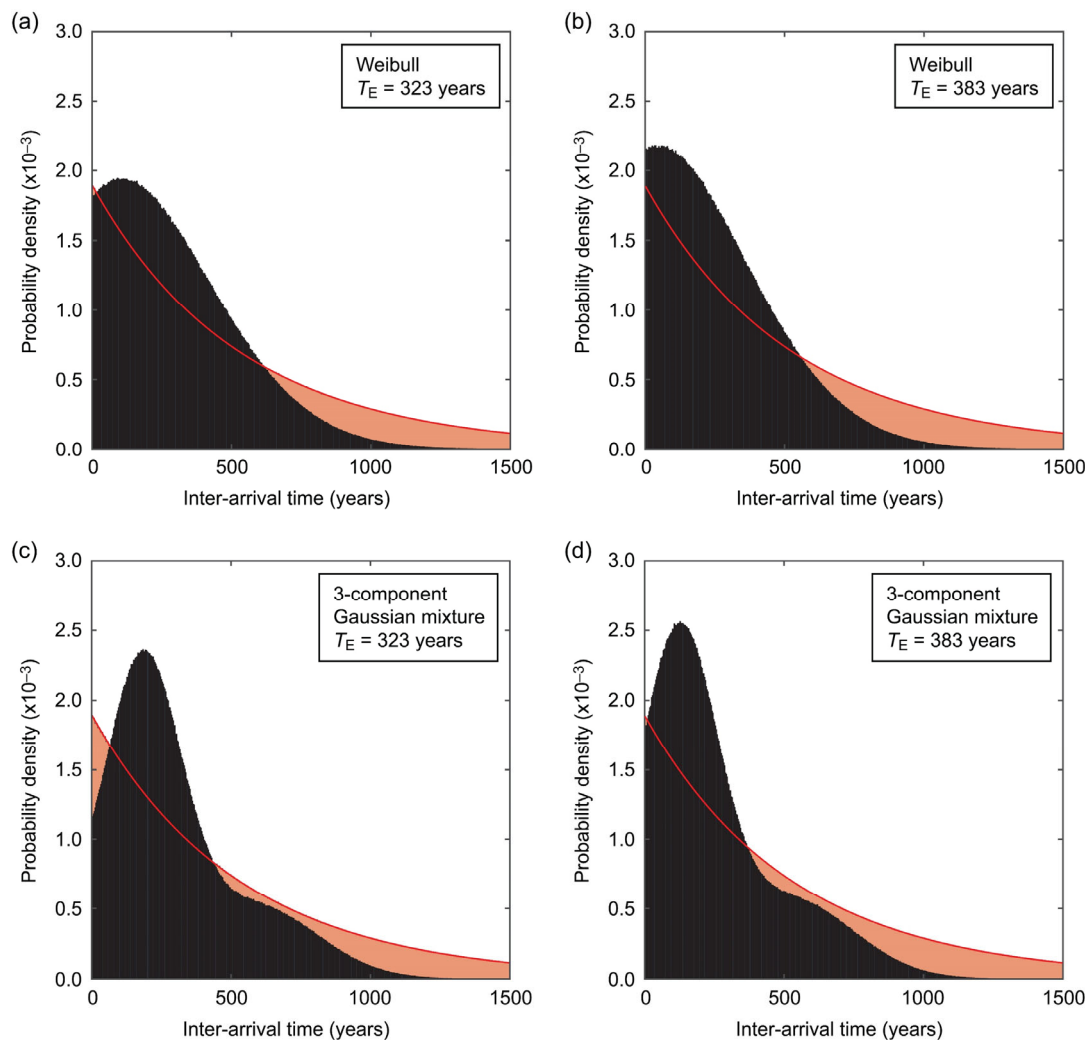 (a)
3.0
2.5
2.0
1.5
1.0
0.5
0.0
Probability density (x10⁻³)
Weibull
T_E = 323 years
0 500 1000 1500
Inter-arrival time (years)
(b)
3.0
2.5
2.0
1.5
1.0
0.5
0.0
Probability density (x10⁻³)
Weibull
T_E = 383 years
0 500 1000 1500
Inter-arrival time (years)
(c)
3.0
2.5
2.0
1.5
1.0
0.5
0.0
Probability density (x10⁻³)
3-component
Gaussian mixture
T_E = 323 years
0 500 1000 1500
Inter-arrival time (years)
(d)
3.0
2.5
2.0
1.5
1.0
0.5
0.0
Probability density (x10⁻³)
3-component
Gaussian mixture
T_E = 383 years
0 500 1000 1500
Inter-arrival time (years)